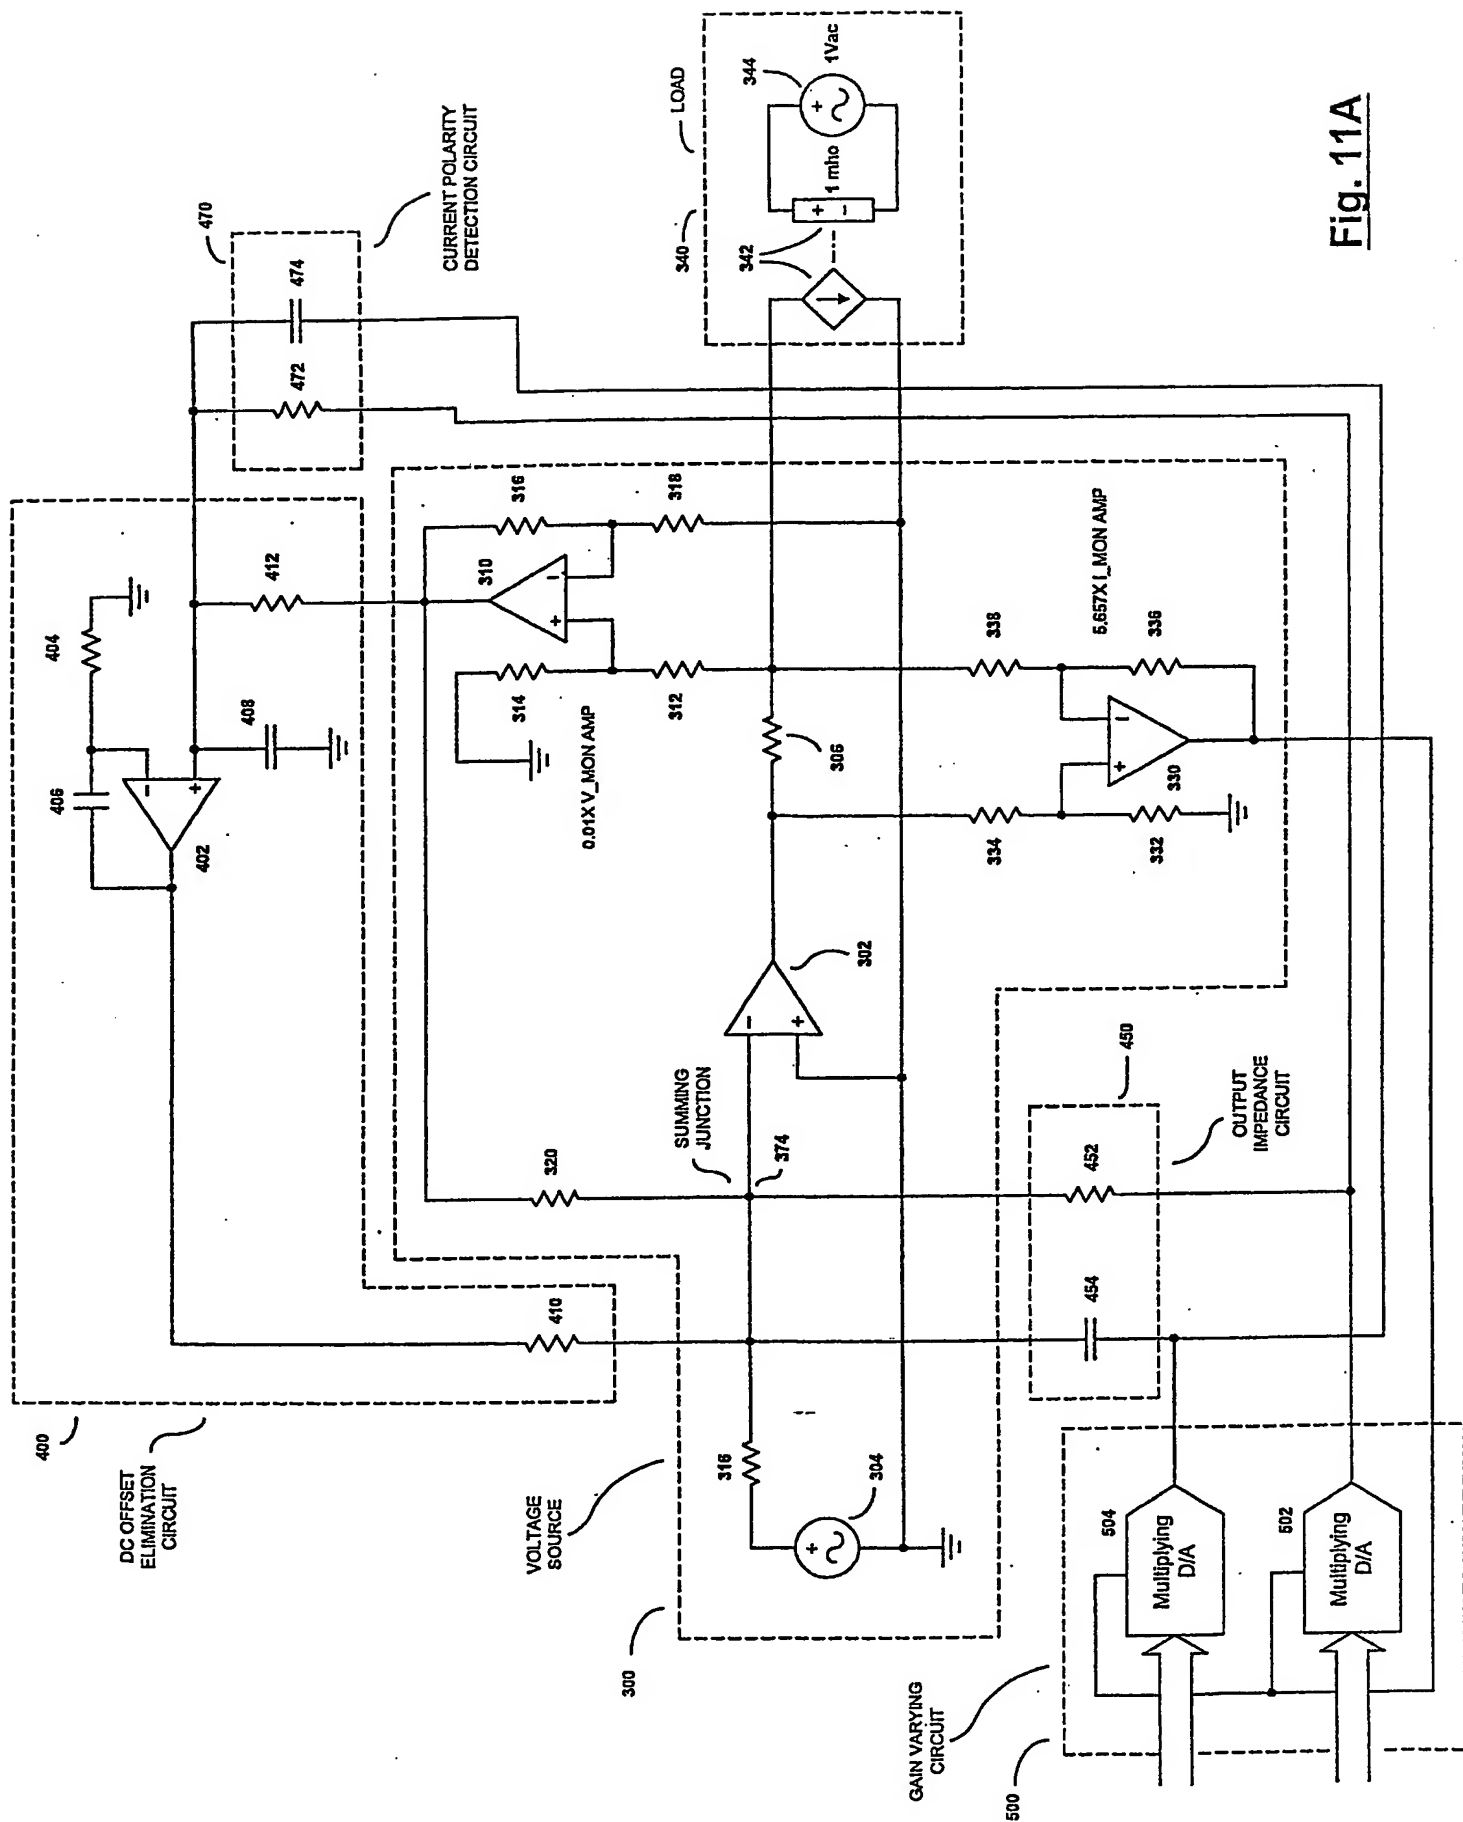 400
DC OFFSET
ELIMINATION
CIRCUIT
404
406
402
408
412
410
470
472
474
CURRENT POLARITY
DETECTION CIRCUIT
LOAD
340
342
344
1Vac
1 mho
+
-
+
VOLTAGE
SOURCE
300
316
304
+
320
SUMMING
JUNCTION
374
302
-
+
310
314
316
318
312
0.01X V_MON AMP
306
338
336
334
332
330
5.657X I_MON AMP
450
OUTPUT
IMPEDANCE
CIRCUIT
452
454
GAIN VARYING
CIRCUIT
500
504
Multiplying
D/A
502
Multiplying
D/A
-
+
-
+
-
+
Fig. 11A